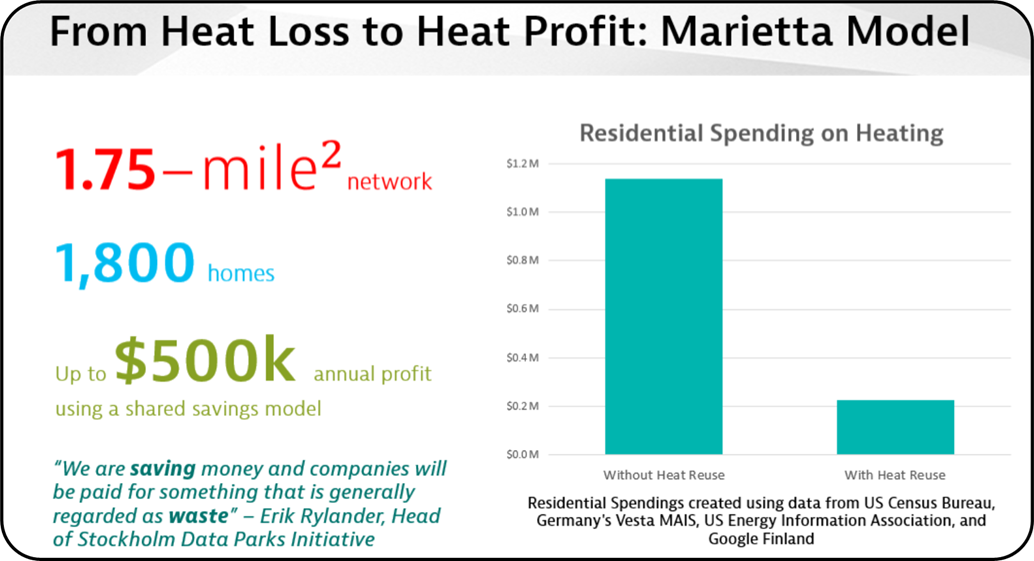 From Heat Loss to Heat Profit: Marietta Model
1.75–mile² network
1,800 homes
Up to $500k annual profit
using a shared savings model
“We are saving money and companies will
be paid for something that is generally
regarded as waste” – Erik Rylander, Head
of Stockholm Data Parks Initiative
Residential Spending on Heating
$1.2 M
$1.0 M
$0.8 M
$0.6 M
$0.4 M
$0.2 M
$0.0 M
Without Heat Reuse
With Heat Reuse
Residential Spendings created using data from US Census Bureau,
Germany's Vesta MAIS, US Energy Information Association, and
Google Finland